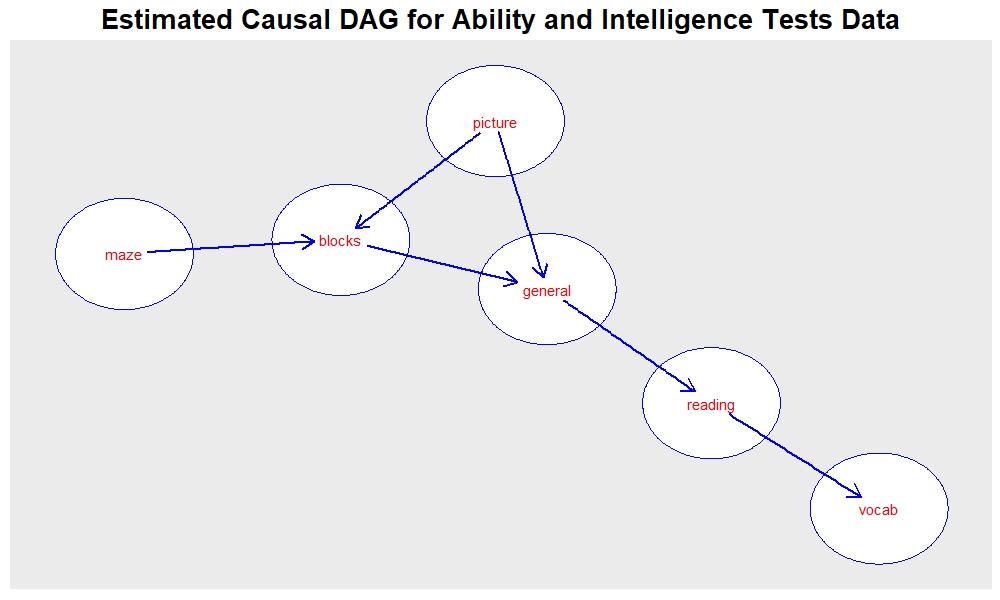 Estimated Causal DAG for Ability and Intelligence Tests Data
picture
maze
blocks
general
reading
vocab